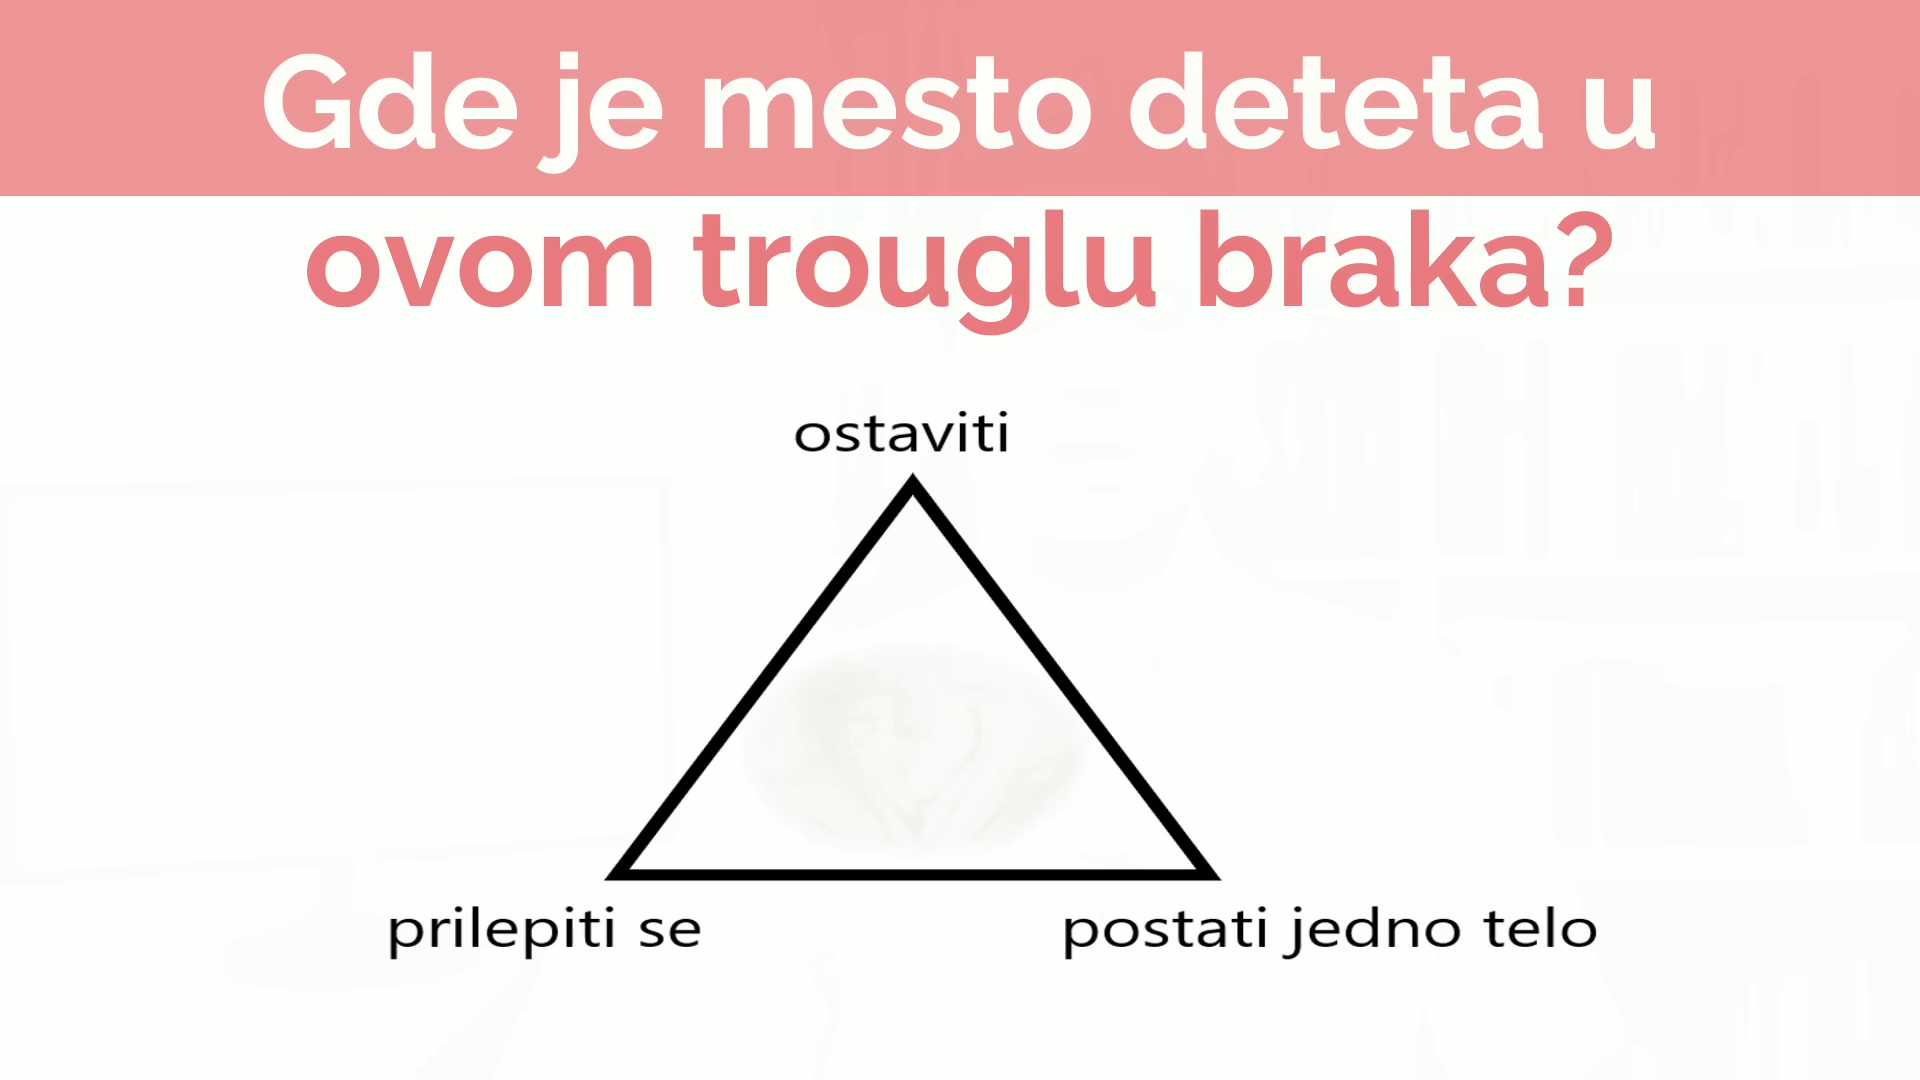 Gde je mesto deteta u
ovom trouglu braka?
ostaviti
prilepiti se
postati jedno telo